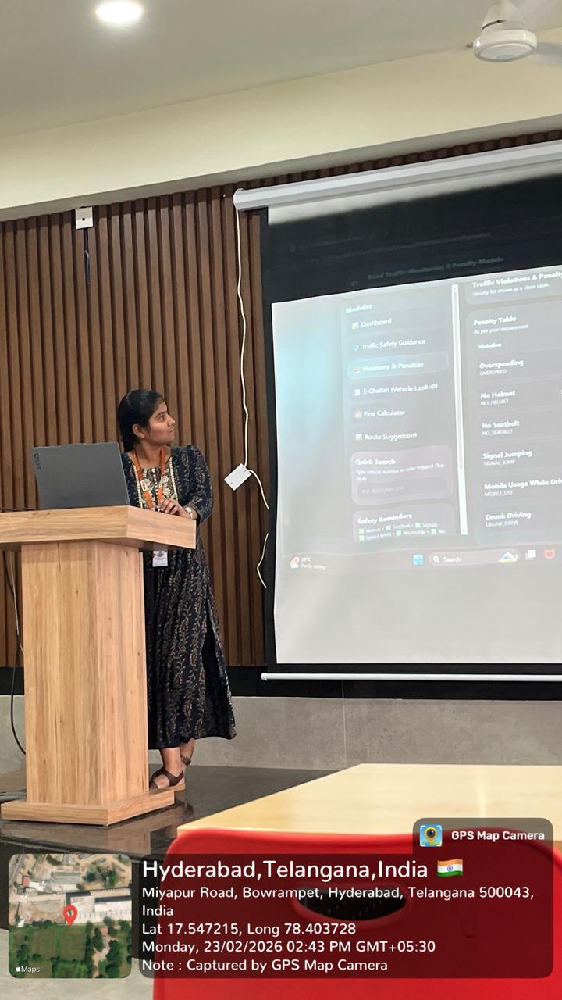 Road Traffic Monitoring & Penalty Module
Modules
Dashboard
Traffic Safety Guidance
Violations & Penalties
E-Challan (Vehicle Lookup)
Fine Calculator
Route Suggestions
Quick Search
Type vehicle number to auto-suggest (Tree
DSA)
Safety Reminders
Helmet • Seatbelt • Signals
Speed limits • No mobile • No
Traffic Violations & Penalty
Penalty list shown as a clean table.
Penalty Table
As per your requirement
Violation
Overspeeding
OVERSPEED
No Helmet
NO_HELMET
No Seatbelt
NO_SEATBELT
Signal Jumping
SIGNAL_JUMP
Mobile Usage While Dri
MOBILE_USE
Drunk Driving
DRUNK_DRIVE
29°C
Partly sunny
Search
GPS Map Camera
Hyderabad,Telangana,India
Miyapur Road, Bowrampet, Hyderabad, Telangana 500043,
India
Lat 17.547215, Long 78.403728
Monday, 23/02/2026 02:43 PM GMT+05:30
Note : Captured by GPS Map Camera
Maps